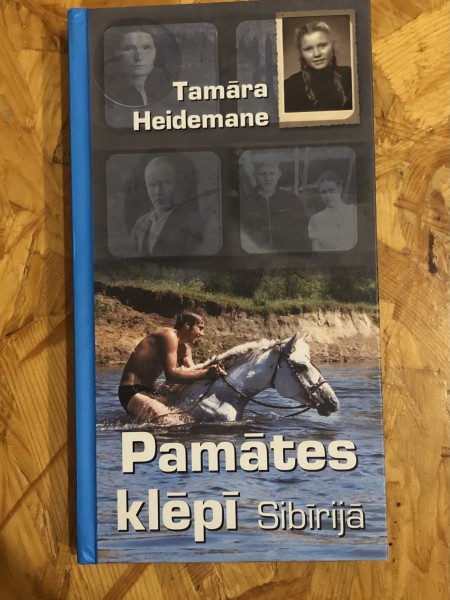 Tamāra
Heidemane
Pamātes
klēpī Sibīrijā